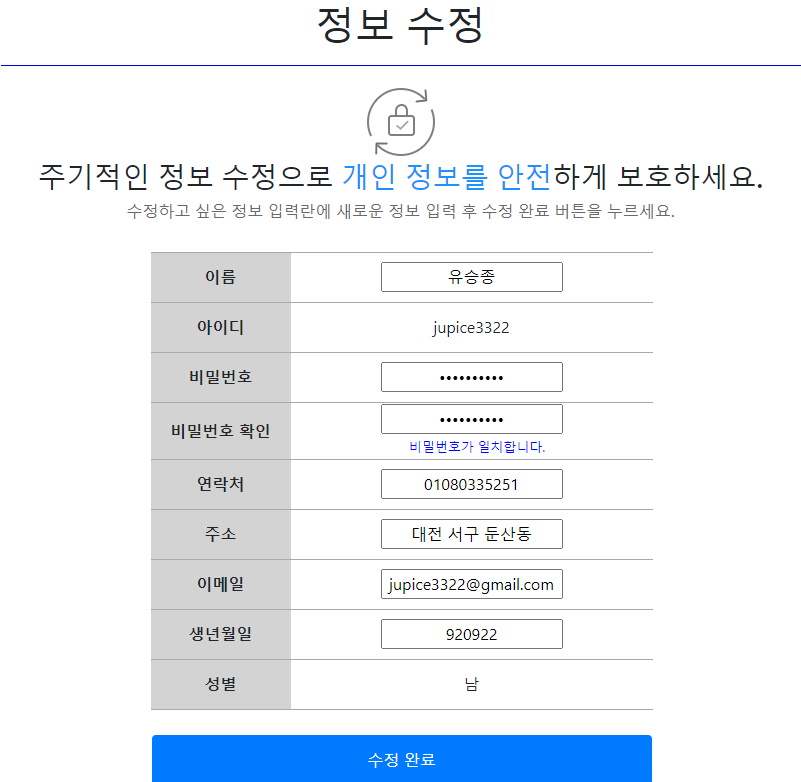 정보 수정
주기적인 정보 수정으로 개인 정보를 안전하게 보호하세요.
수정하고 싶은 정보 입력란에 새로운 정보 입력 후 수정 완료 버튼을 누르세요.
이름 유승종
아이디 jupice3322
비밀번호 ••••••••••
비밀번호 확인 ••••••••••
비밀번호가 일치합니다.
연락처 01080335251
주소 대전 서구 둔산동
이메일 jupice3322@gmail.com
생년월일 920922
성별 남
수정 완료